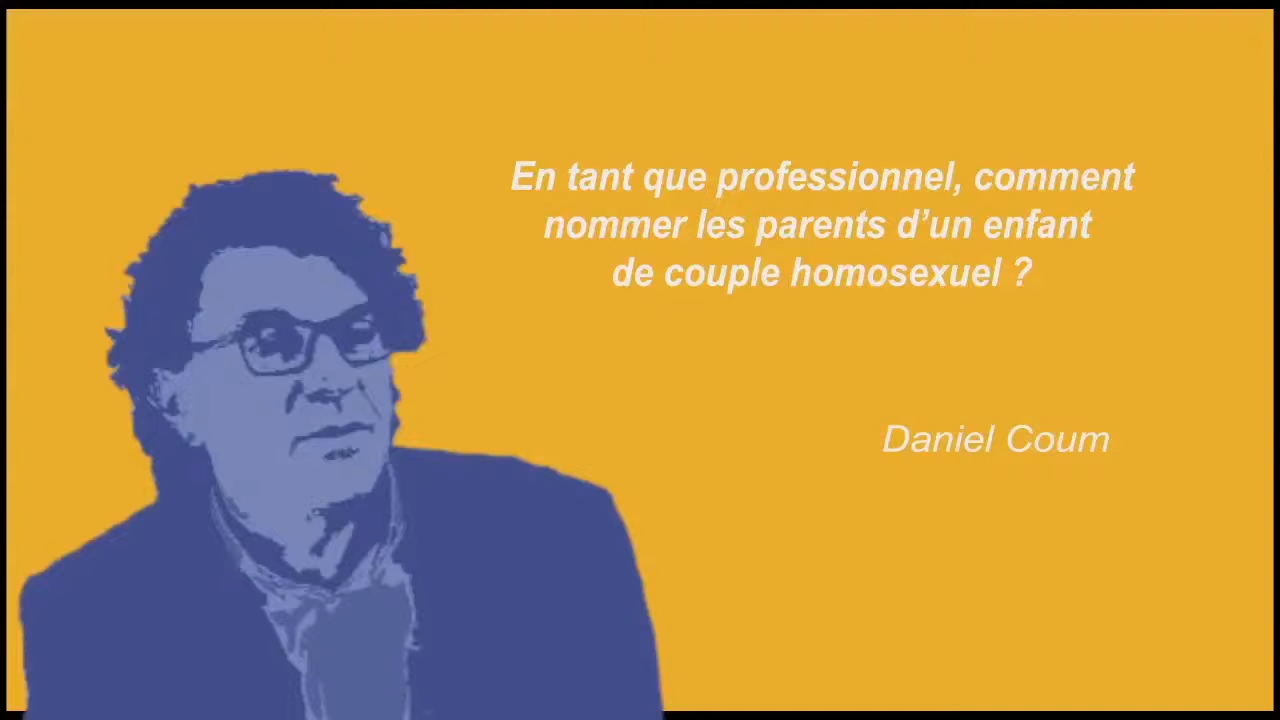 En tant que professionnel, comment
nommer les parents d’un enfant
de couple homosexuel ?
Daniel Coum